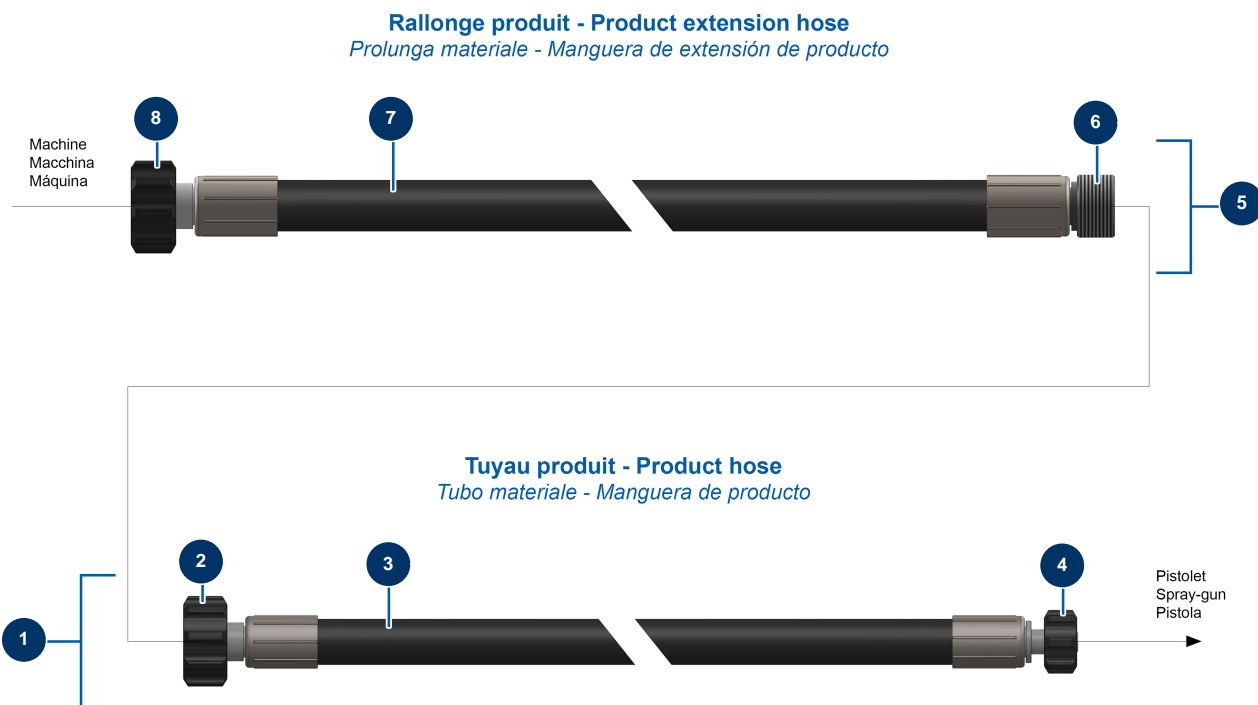 Rallonge produit - Product extension hose
Prolunga materiale - Manguera de extensión de producto
8
7
6
Machine
Macchina
Máquina
5
Tuyau produit - Product hose
Tubo materiale - Manguera de producto
2
3
4
Pistolet
Spray-gun
Pistola
1